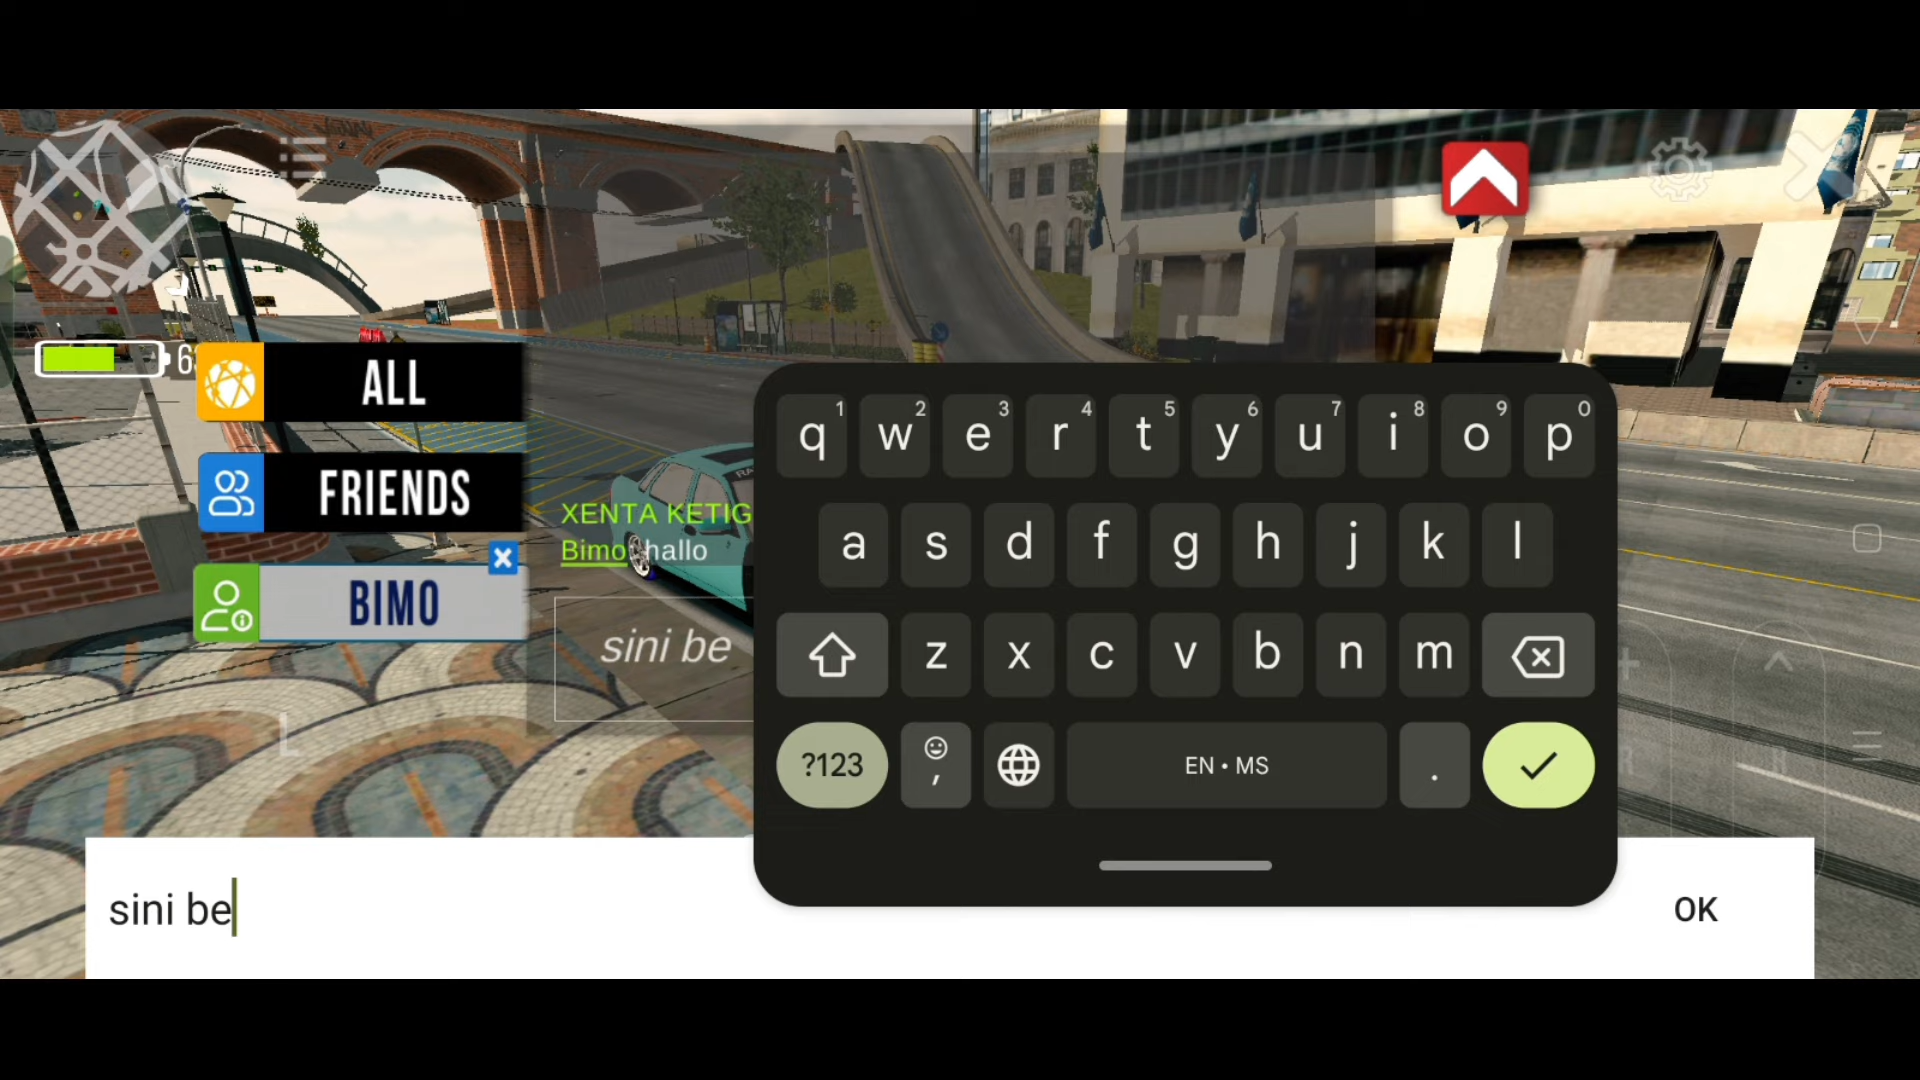 ALL
FRIENDS
BIMO
XENTA KETIG
Bimo hallo
sini be
q 1 w 2 e 3 r 4 t 5 y 6 u 7 i 8 o 9 p 0
a s d f g h j k l
z x c v b n m
?123 , EN • MS .
sini be
OK
L
R